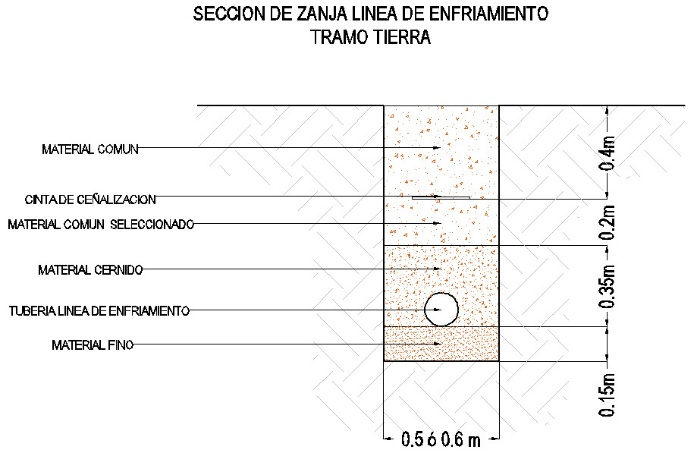 SECCION DE ZANJA LINEA DE ENFRIAMIENTO
TRAMO TIERRA
MATERIAL COMUN
0.4m
CINTA DE CEÑALIZACION
MATERIAL COMUN SELECCIONADO
0.2m
MATERIAL CERNIDO
0.35m
TUBERIA LINEA DE ENFRIAMIENTO
MATERIAL FINO
0.15m
0.5 ó 0.6 m